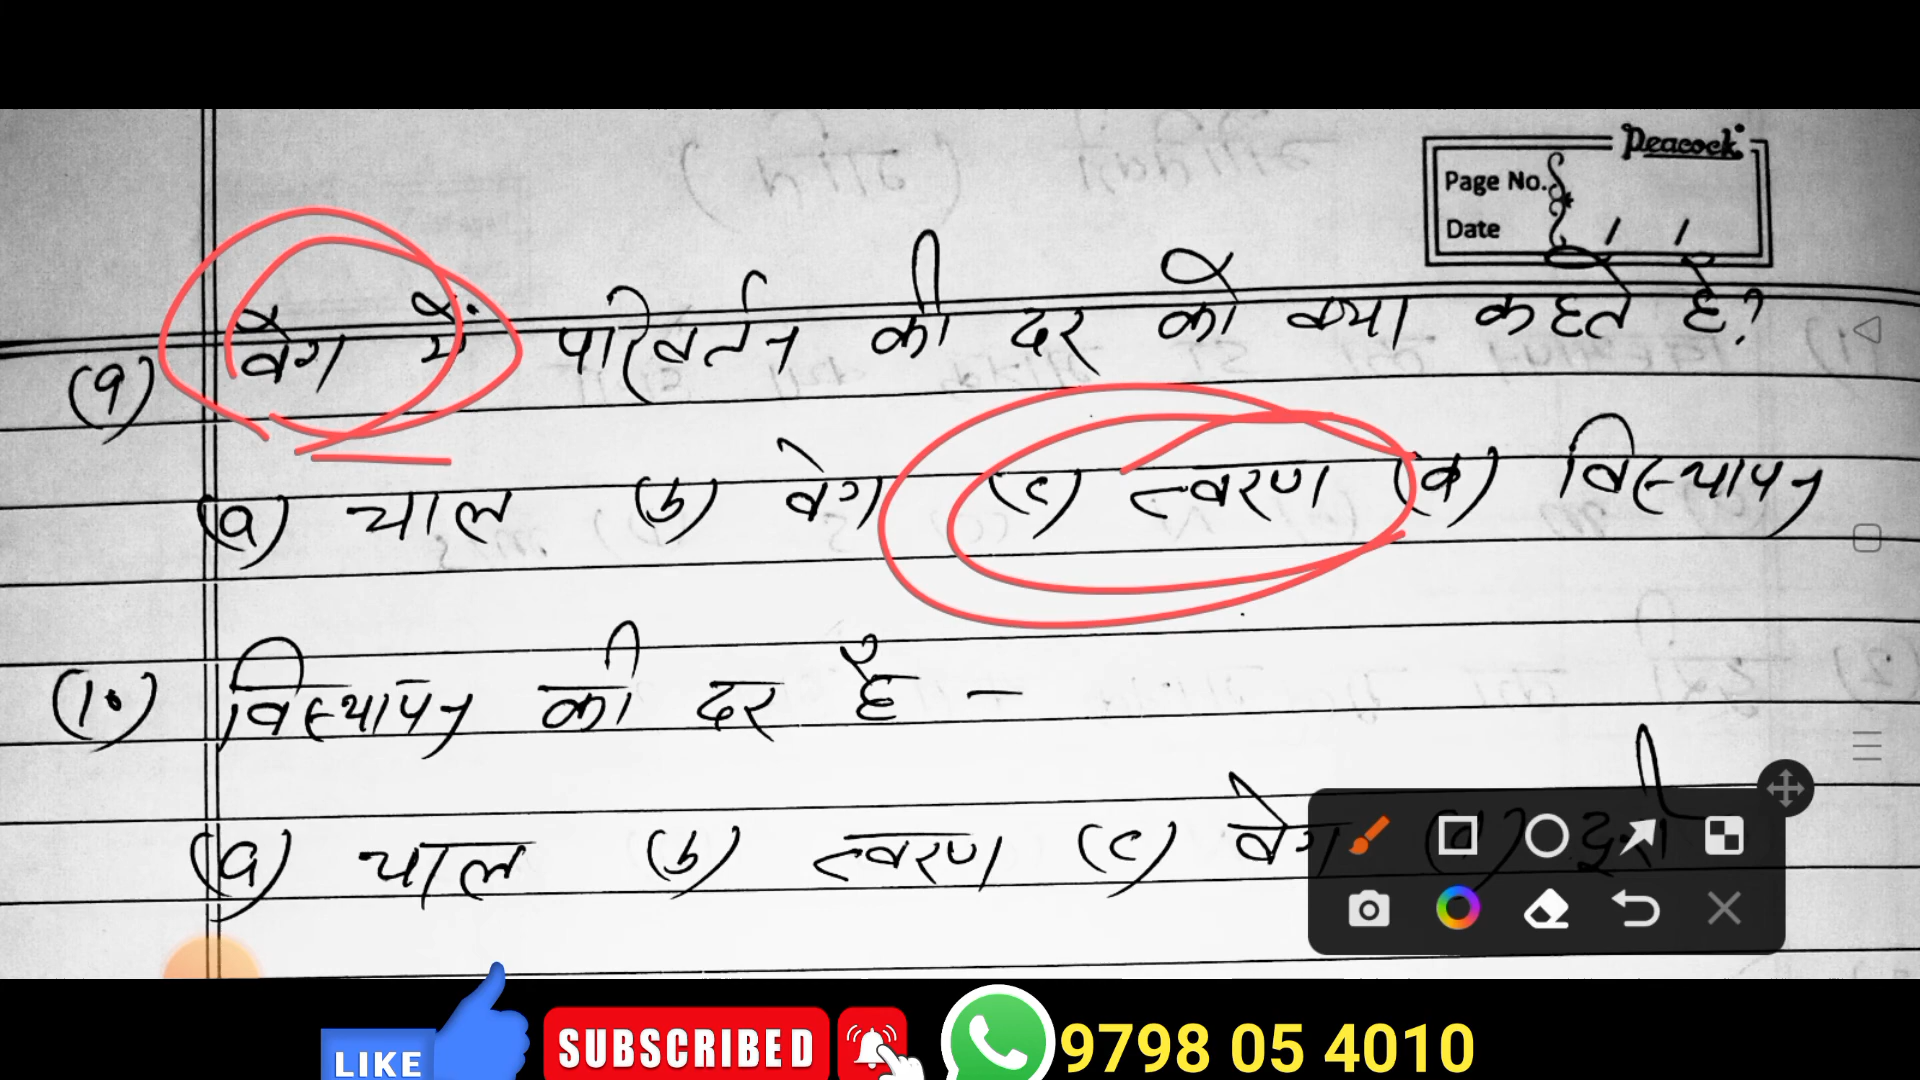 Peacock
Page No.
Date
(9) वेग में परिवर्तन की दर को क्या कहते है?
(a) चाल (b) वेग (c) त्वरण (d) विस्थापन
(10) विस्थापन की दर है –
(a) चाल (b) त्वरण (c) वेग (d) दूरी
LIKE SUBSCRIBED 9798 05 4010